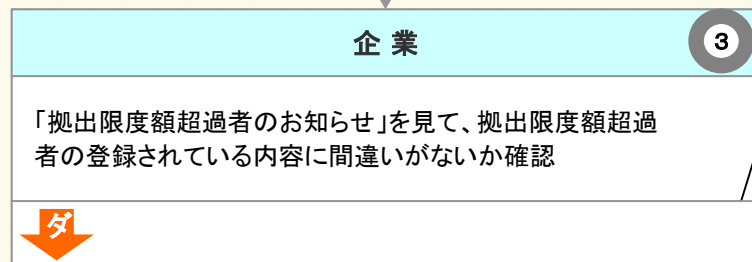 企 業
3
「拠出限度額超過者のお知らせ」を見て、拠出限度額超過
者の登録されている内容に間違いがないか確認
ダ